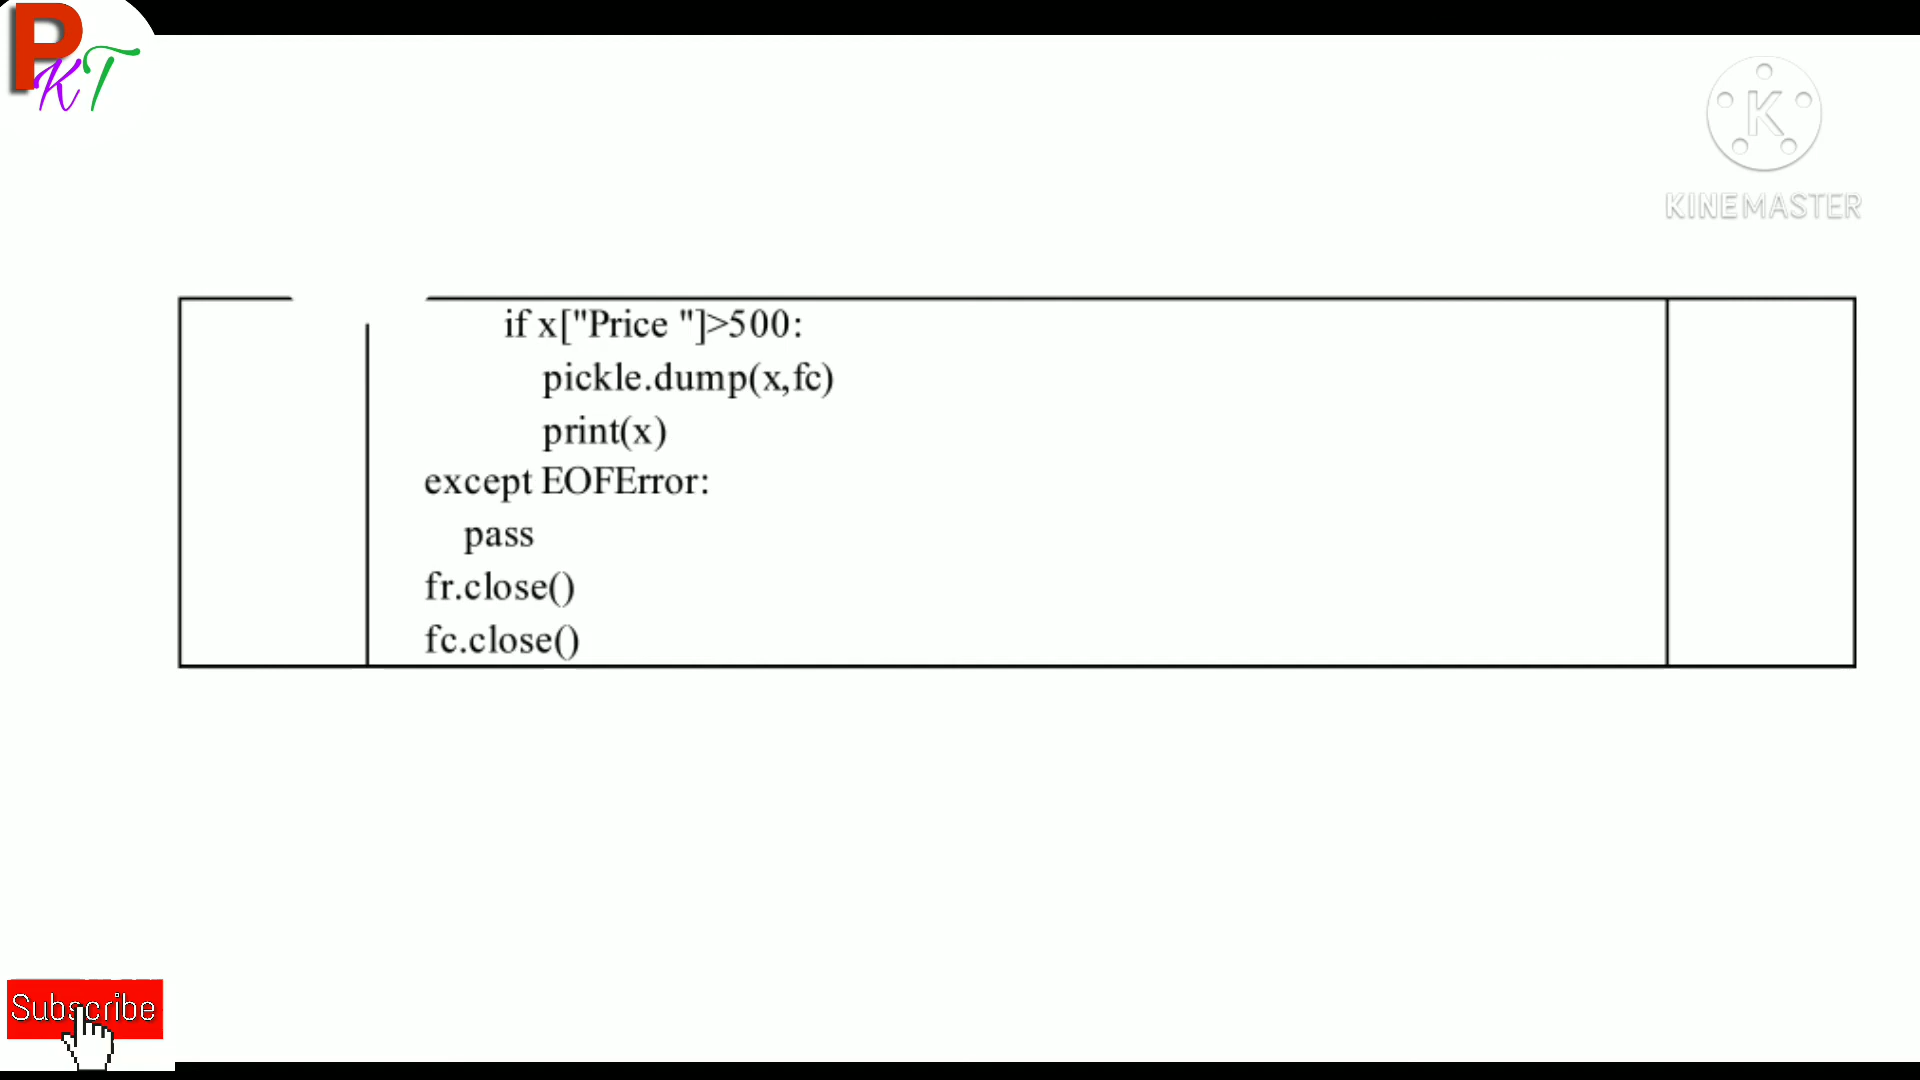 PKT
KINEMASTER
if x["Price "]>500:
pickle.dump(x,fc)
print(x)
except EOFError:
pass
fr.close()
fc.close()
Subscribe